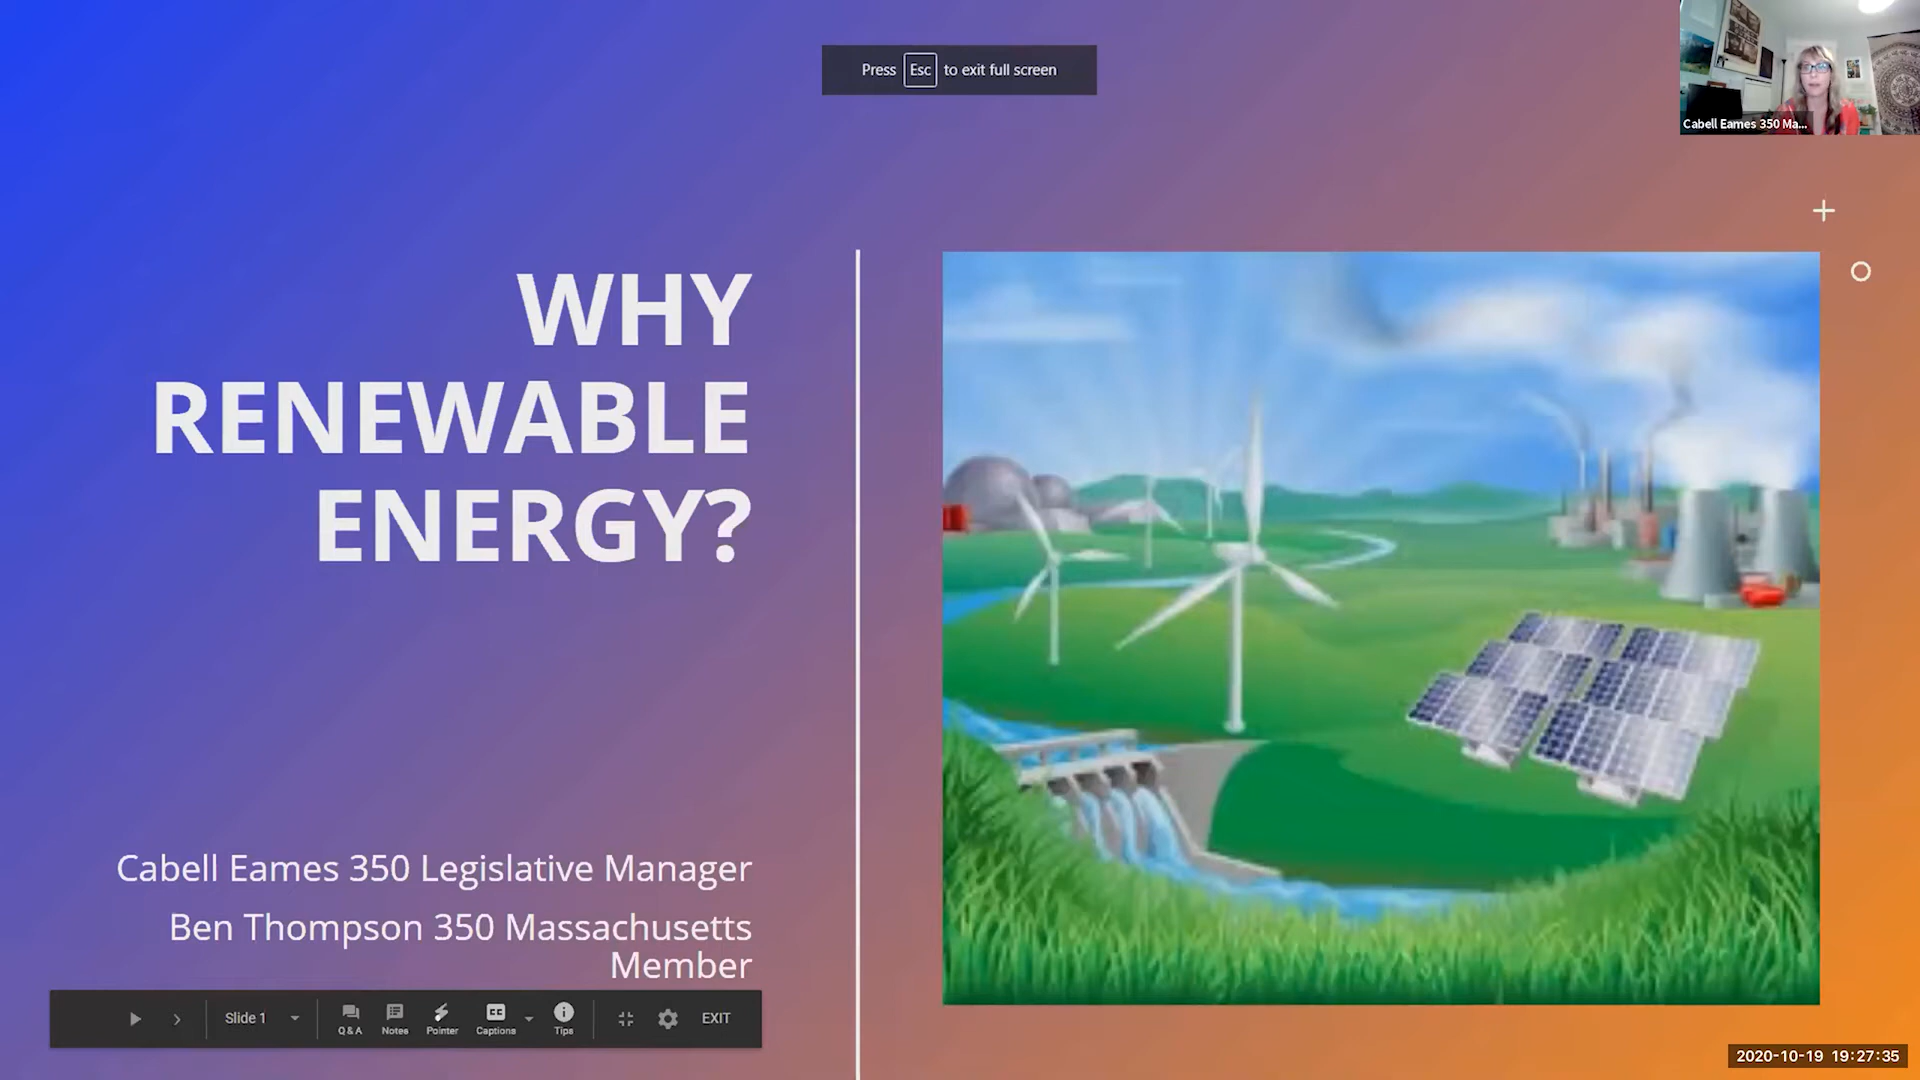 Press Esc to exit full screen
Cabell Eames 350 Ma...
WHY
RENEWABLE
ENERGY?
Cabell Eames 350 Legislative Manager
Ben Thompson 350 Massachusetts
Member
Slide 1
Q & A
Notes
Pointer
CC
Captions
Tips
EXIT
2020-10-19 19:27:35